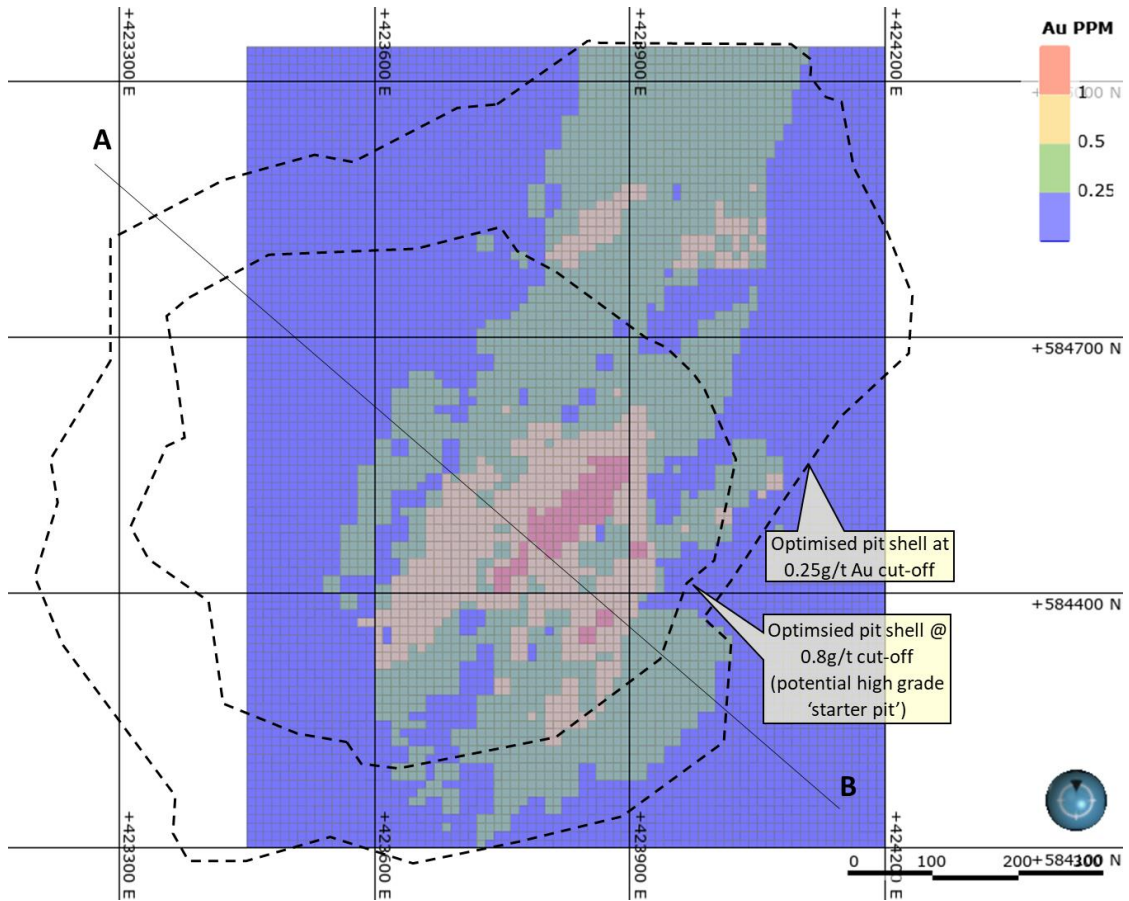 +423300 E
+423600 E
+423900 E
+424200 E
Au PPM
1
0.5
0.25
A
+584700 N
Optimised pit shell at
0.25g/t Au cut-off
+584400 N
Optimsied pit shell @
0.8g/t cut-off
(potential high grade
‘starter pit’)
B
+423300 E
+423600 E
+423900 E
0 100 200 300
+584300 N